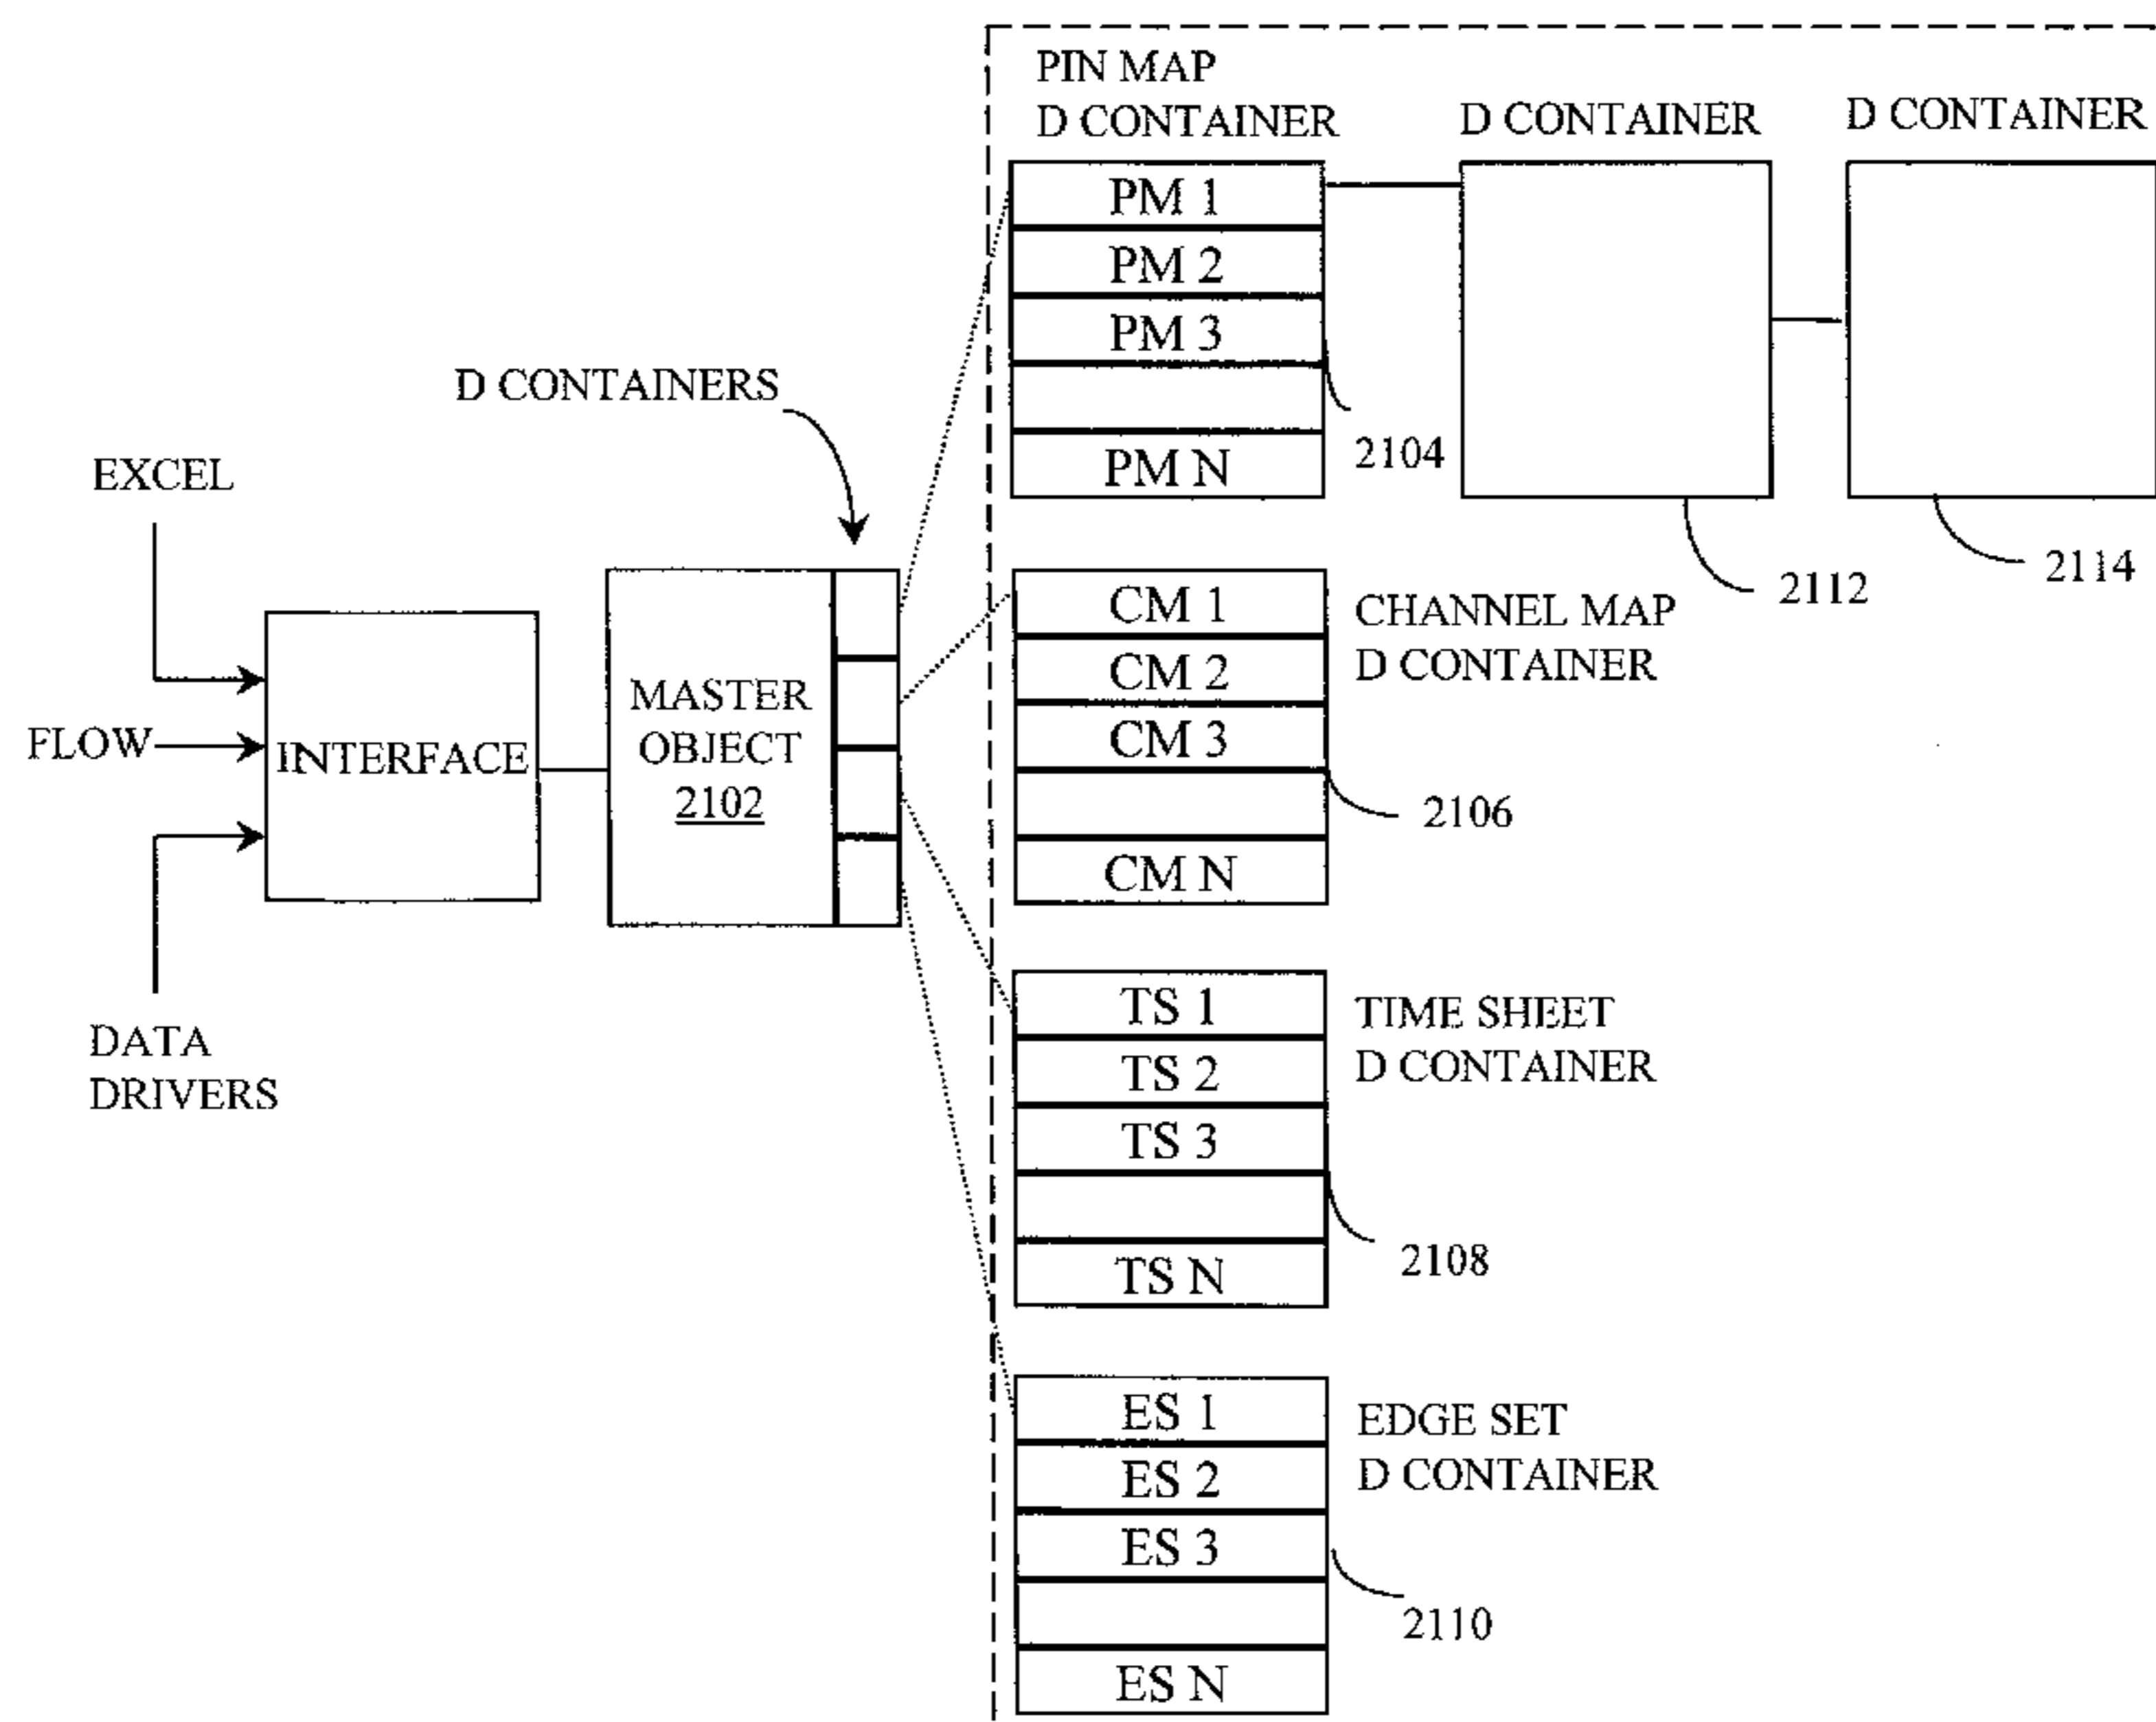 PIN MAP
D CONTAINER
D CONTAINER
D CONTAINER
PM 1
PM 2
PM 3
PM N
2104
2112
2114
D CONTAINERS
EXCEL
FLOW
DATA
DRIVERS
INTERFACE
MASTER
OBJECT
2102
CM 1
CM 2
CM 3
CM N
CHANNEL MAP
D CONTAINER
2106
TS 1
TS 2
TS 3
TS N
TIME SHEET
D CONTAINER
2108
ES 1
ES 2
ES 3
ES N
EDGE SET
D CONTAINER
2110